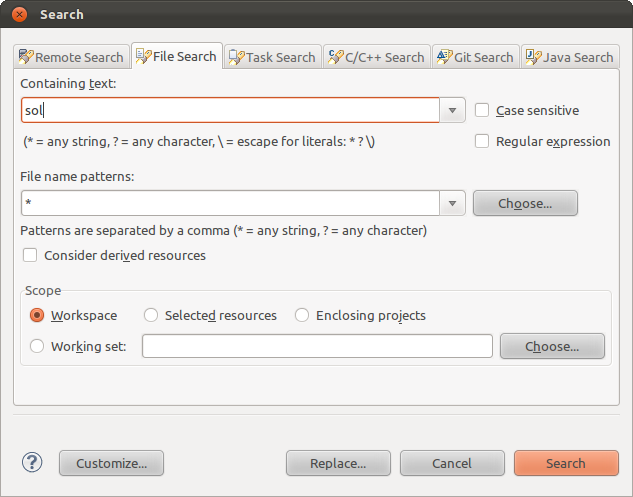 Search
Remote Search File Search Task Search C/C++ Search Git Search Java Search
Containing text:
sol
Case sensitive
(* = any string, ? = any character, \ = escape for literals: * ? \)
Regular expression
File name patterns:
*
Choose...
Patterns are separated by a comma (* = any string, ? = any character)
Consider derived resources
Scope
Workspace Selected resources Enclosing projects
Working set: Choose...
? Customize... Replace... Cancel Search